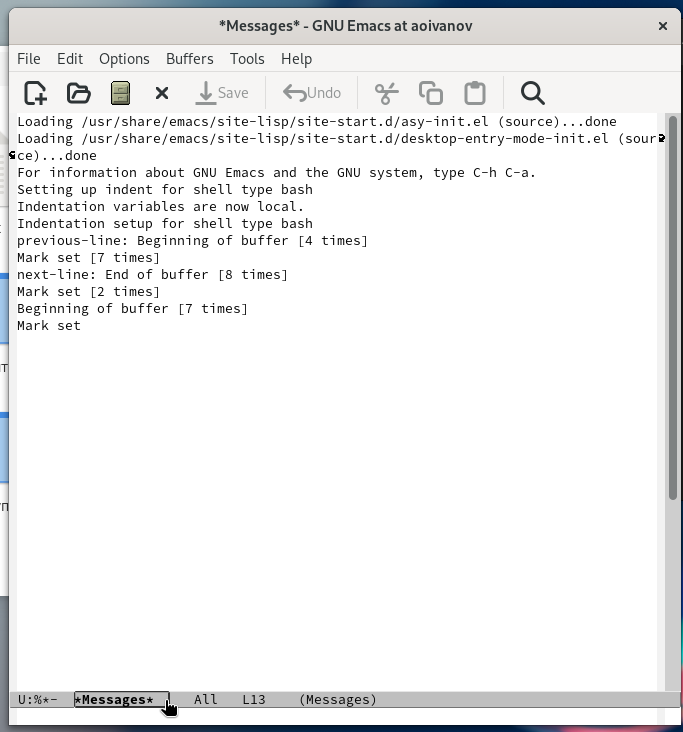 *Messages* - GNU Emacs at aoivanov
File Edit Options Buffers Tools Help
Save Undo
Loading /usr/share/emacs/site-lisp/site-start.d/asy-init.el (source)...done
Loading /usr/share/emacs/site-lisp/site-start.d/desktop-entry-mode-init.el (sour
ce)...done
For information about GNU Emacs and the GNU system, type C-h C-a.
Setting up indent for shell type bash
Indentation variables are now local.
Indentation setup for shell type bash
previous-line: Beginning of buffer [4 times]
Mark set [7 times]
next-line: End of buffer [8 times]
Mark set [2 times]
Beginning of buffer [7 times]
Mark set
U:%*- *Messages* All L13 (Messages)